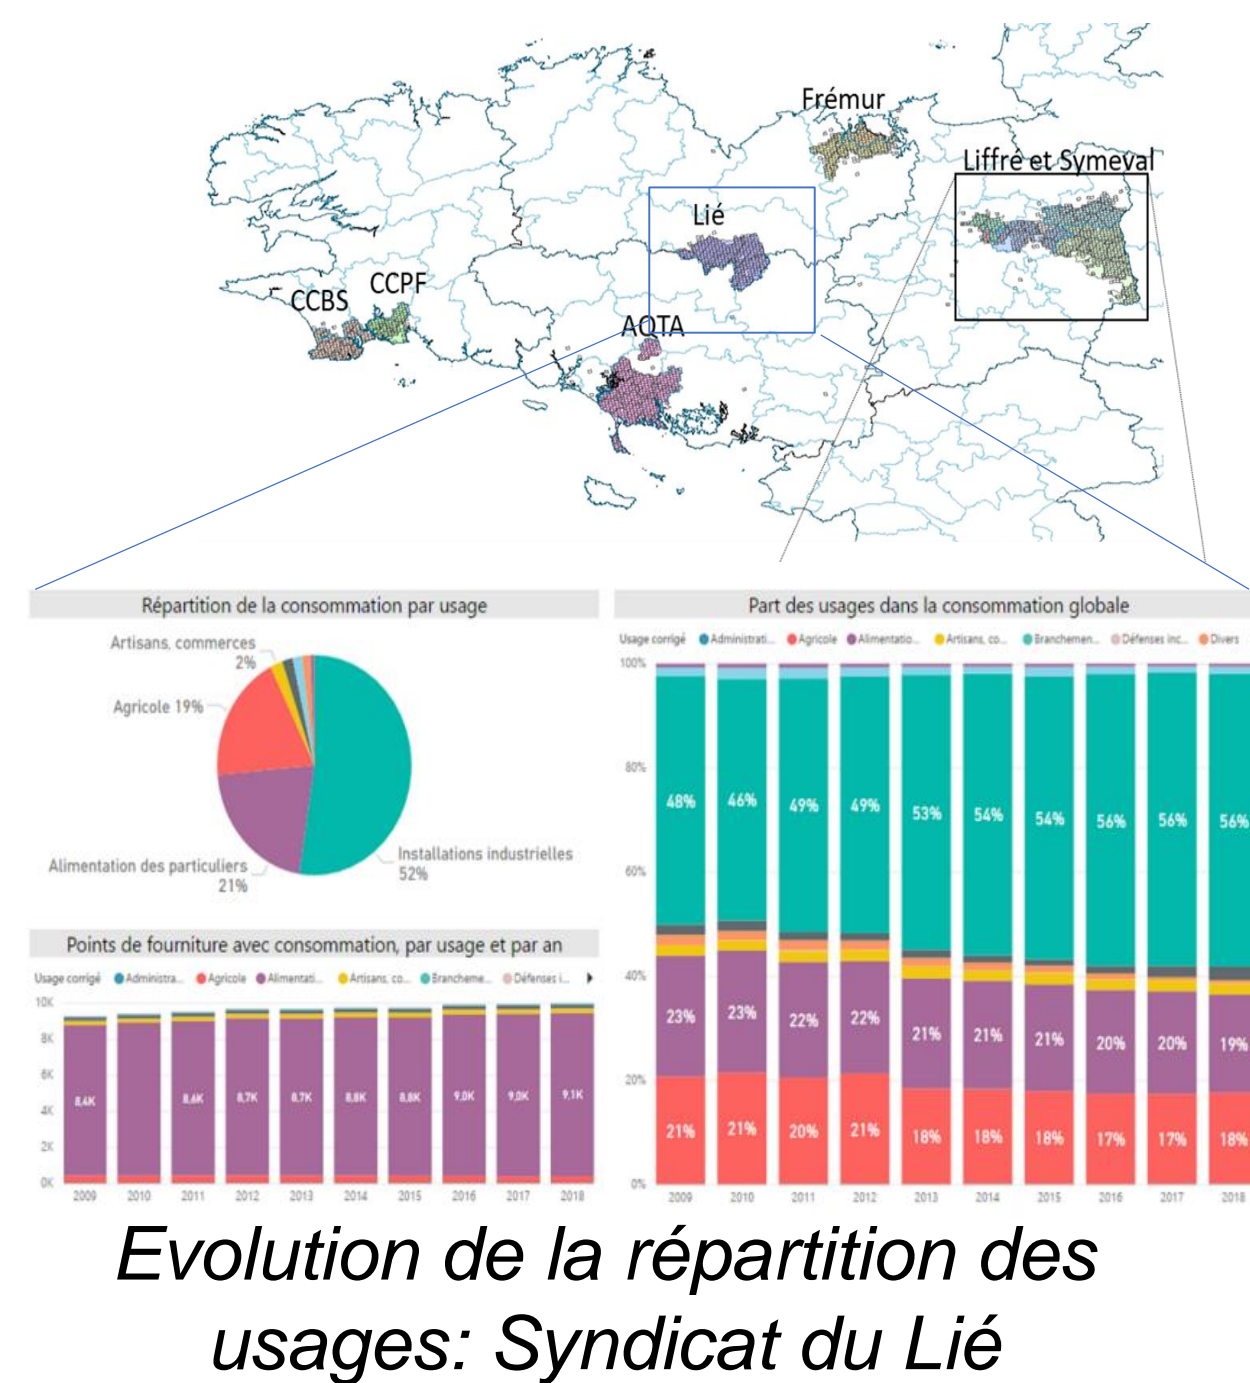 Frémur
Liffré et Symeval
Lié
CCPF
CCBS
AQTA
Répartition de la consommation par usage
Artisans, commerces
2%
Agricole 19%
Alimentation des particuliers
21%
Installations industrielles
52%
Points de fourniture avec consommation, par usage et par an
Usage corrigé Administra... Agricole Alimentati... Artisans, co... Brancheme... Défenses i...
10K
8K
6K
4K
2K
0K
8,4K 8,6K 8,7K 8,7K 8,8K 8,8K 9,0K 9,0K 9,1K
2009 2010 2011 2012 2013 2014 2015 2016 2017 2018
Part des usages dans la consommation globale
Usage corrigé Administrati... Agricole Alimentatio... Artisans, co... Branchemen... Défenses inc... Divers
100%
80%
60%
40%
20%
0%
48% 46% 49% 49% 53% 54% 54% 56% 56% 56%
23% 23% 22% 22% 21% 21% 21% 20% 20% 19%
21% 21% 20% 21% 18% 18% 18% 17% 17% 18%
2009 2010 2011 2012 2013 2014 2015 2016 2017 2018
Evolution de la répartition des
usages: Syndicat du Lié